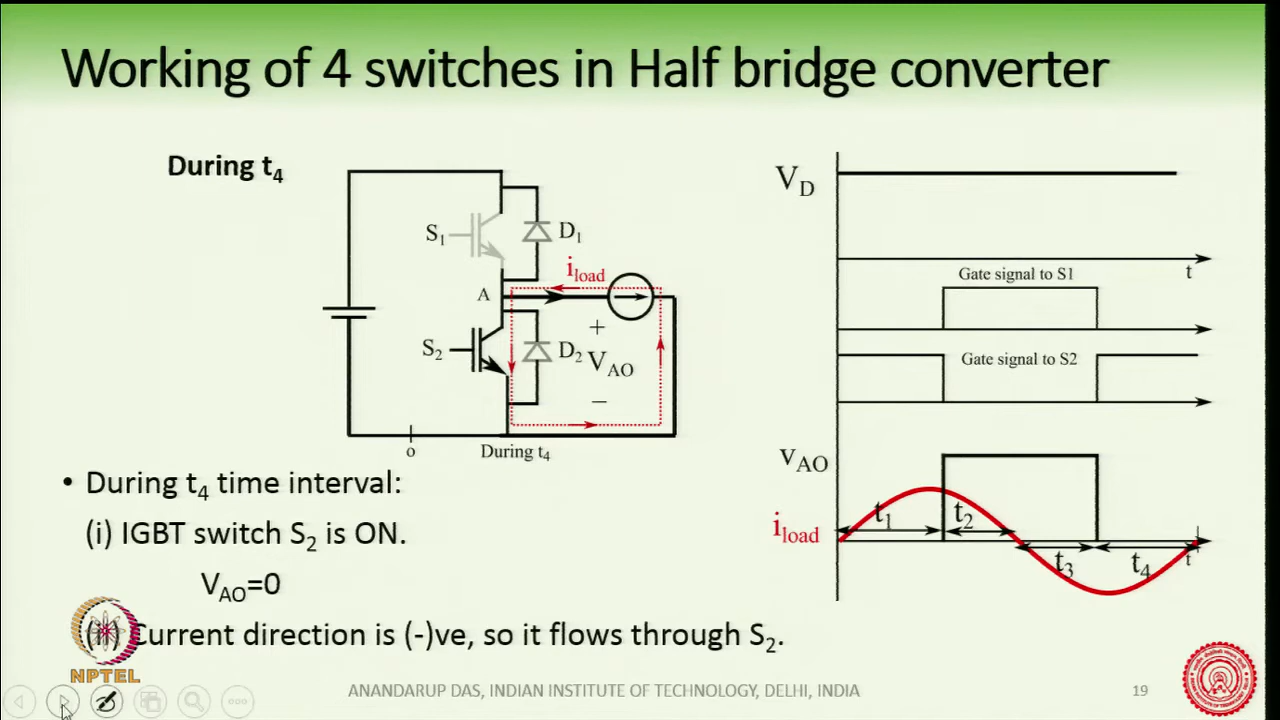 Working of 4 switches in Half bridge converter
During t4
S1
D1
iload
A
S2
D2
+
VAO
−
o
During t4
VD
Gate signal to S1
t
Gate signal to S2
VAO
iload
t1
t2
t3
t4
t
• During t4 time interval:
(i) IGBT switch S2 is ON.
VAO=0
Current direction is (-)ve, so it flows through S2.
NPTEL
ANANDARUP DAS, INDIAN INSTITUTE OF TECHNOLOGY, DELHI, INDIA
19